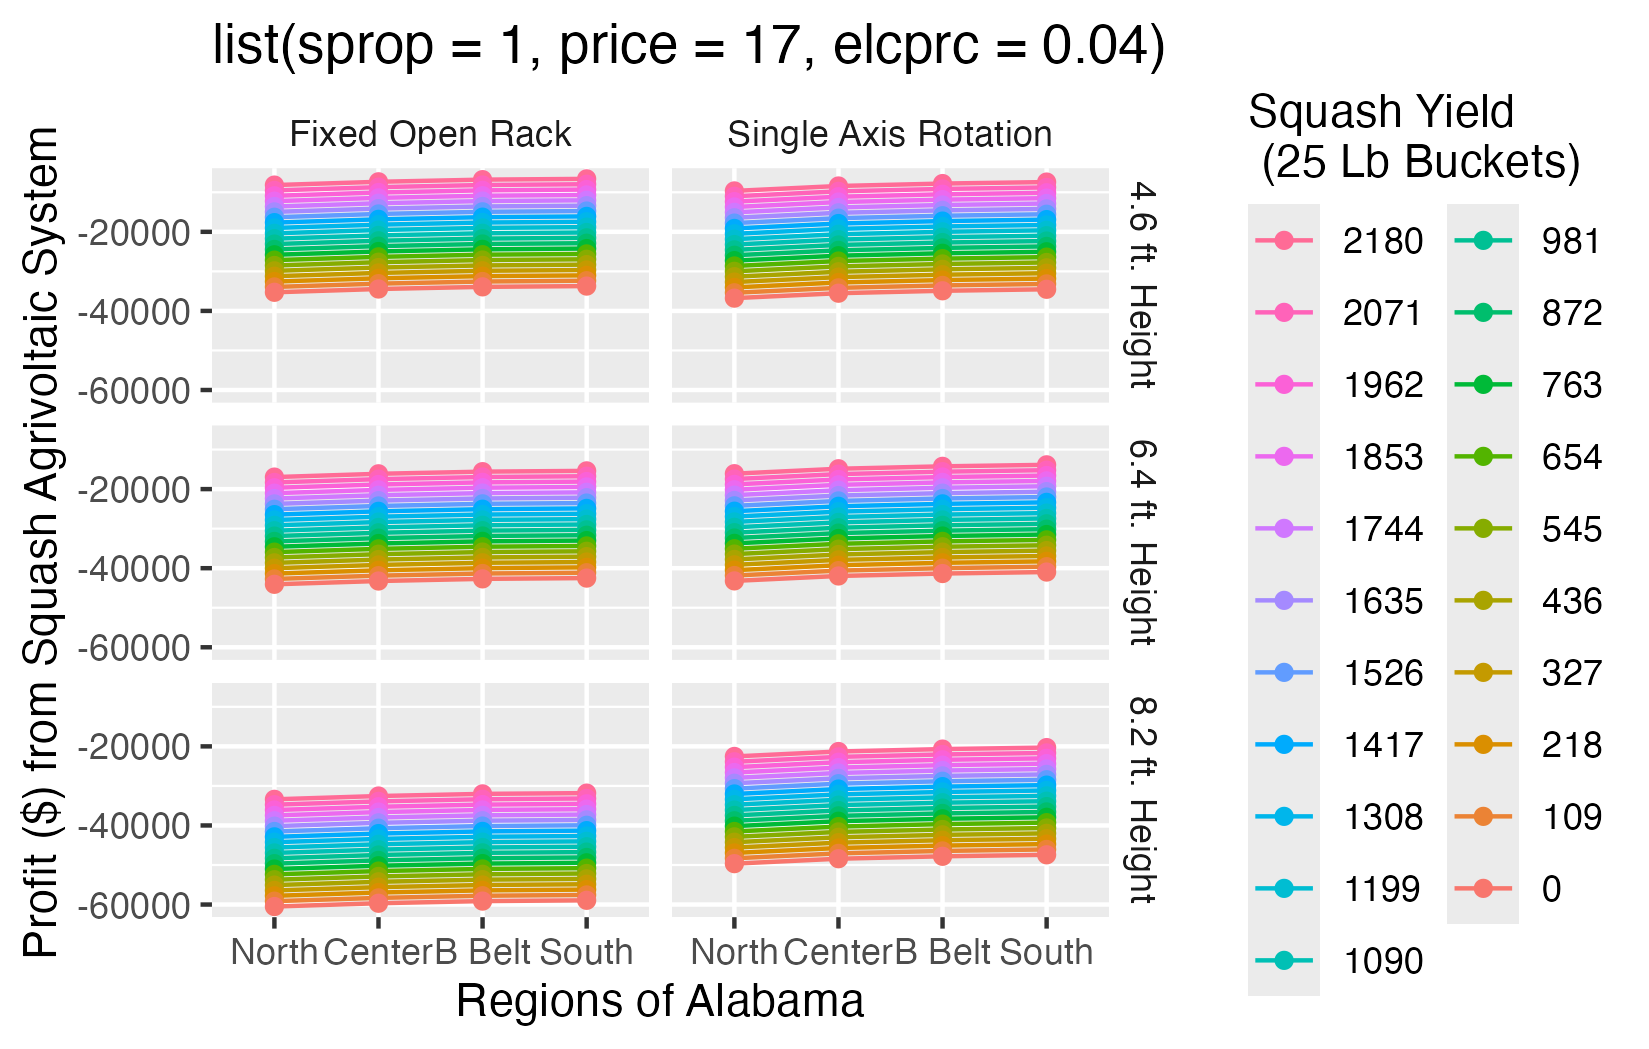 list(sprop = 1, price = 17, elcprc = 0.04)
Fixed Open Rack
Single Axis Rotation
Profit ($) from Squash Agrivoltaic System
-20000
-40000
-60000
4.6 ft. Height
-20000
-40000
-60000
6.4 ft. Height
-20000
-40000
-60000
8.2 ft. Height
North Center B Belt South
North Center B Belt South
Regions of Alabama
Squash Yield
(25 Lb Buckets)
2180
2071
1962
1853
1744
1635
1526
1417
1308
1199
1090
981
872
763
654
545
436
327
218
109
0